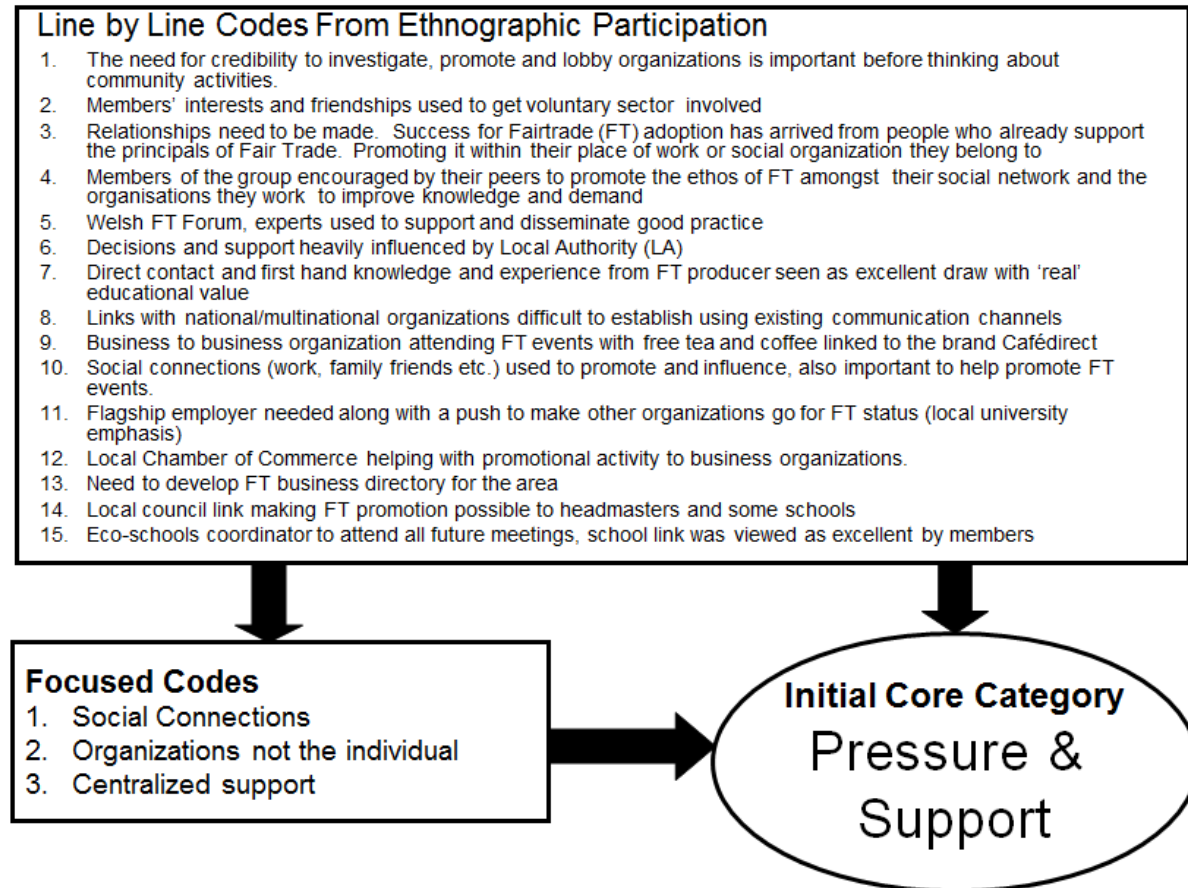 Line by Line Codes From Ethnographic Participation
1. The need for credibility to investigate, promote and lobby organizations is important before thinking about
community activities.
2. Members' interests and friendships used to get voluntary sector involved
3. Relationships need to be made. Success for Fairtrade (FT) adoption has arrived from people who already support
the principals of Fair Trade. Promoting it within their place of work or social organization they belong to
4. Members of the group encouraged by their peers to promote the ethos of FT amongst their social network and the
organisations they work to improve knowledge and demand
5. Welsh FT Forum, experts used to support and disseminate good practice
6. Decisions and support heavily influenced by Local Authority (LA)
7. Direct contact and first hand knowledge and experience from FT producer seen as excellent draw with 'real'
educational value
8. Links with national/multinational organizations difficult to establish using existing communication channels
9. Business to business organization attending FT events with free tea and coffee linked to the brand Cafédirect
10. Social connections (work, family friends etc.) used to promote and influence, also important to help promote FT
events.
11. Flagship employer needed along with a push to make other organizations go for FT status (local university
emphasis)
12. Local Chamber of Commerce helping with promotional activity to business organizations.
13. Need to develop FT business directory for the area
14. Local council link making FT promotion possible to headmasters and some schools
15. Eco-schools coordinator to attend all future meetings, school link was viewed as excellent by members
Focused Codes
1. Social Connections
2. Organizations not the individual
3. Centralized support
Initial Core Category
Pressure &
Support